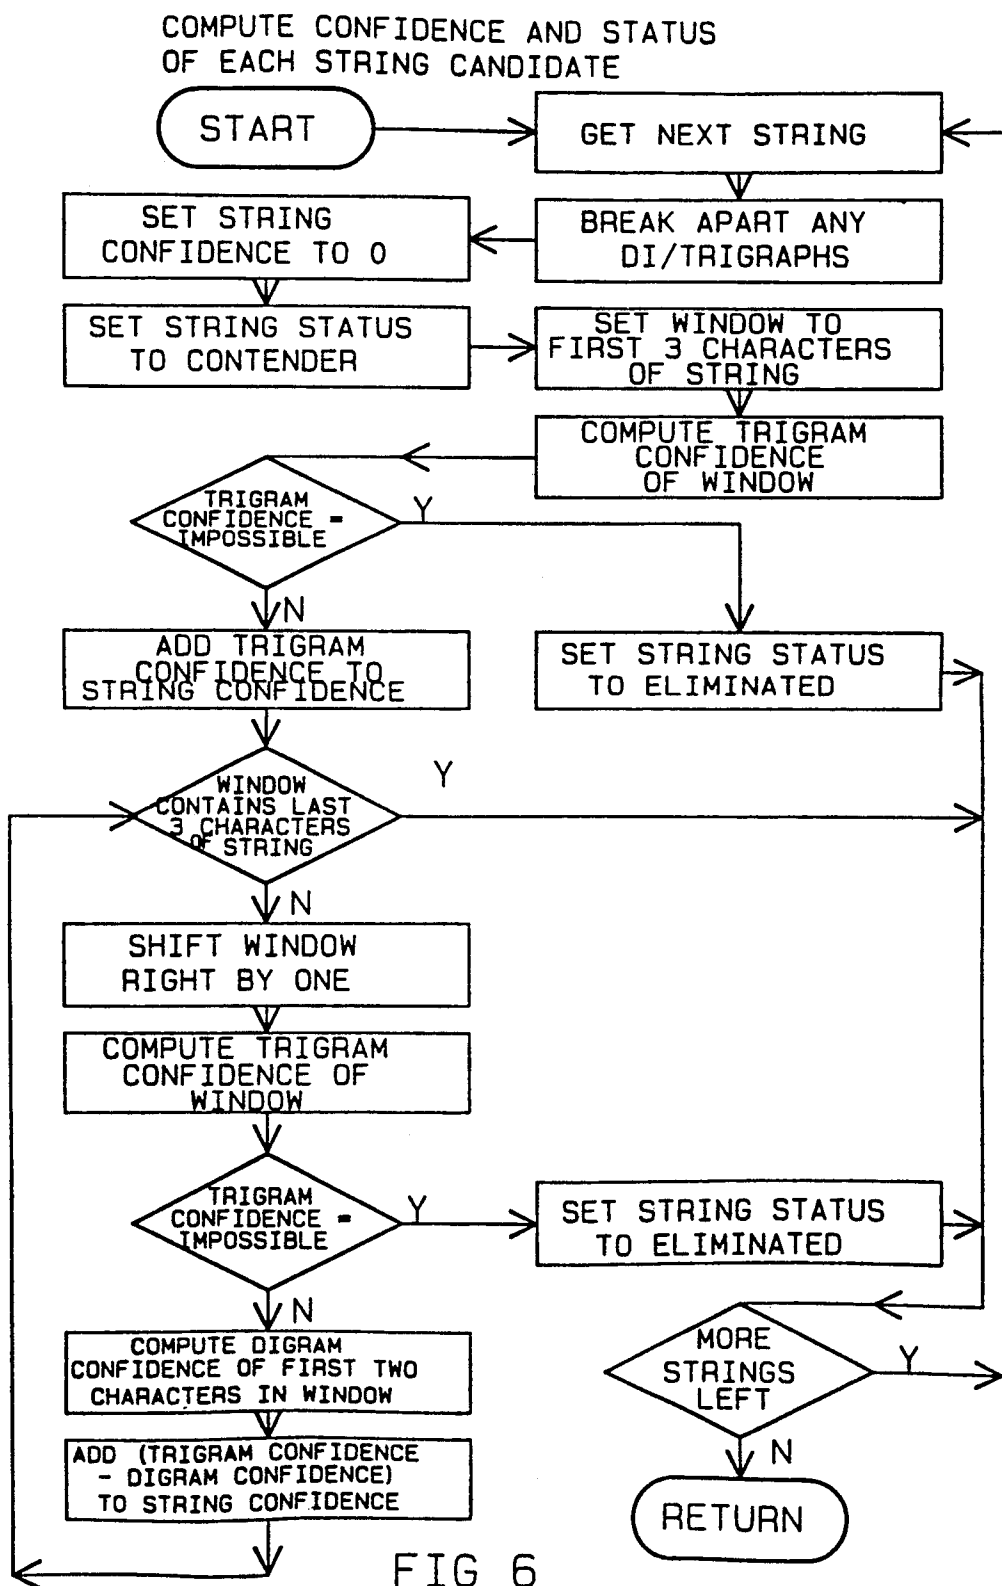 COMPUTE CONFIDENCE AND STATUS
OF EACH STRING CANDIDATE
START
GET NEXT STRING
BREAK APART ANY
DI/TRIGRAPHS
SET STRING
CONFIDENCE TO 0
SET STRING STATUS
TO CONTENDER
SET WINDOW TO
FIRST 3 CHARACTERS
OF STRING
COMPUTE TRIGRAM
CONFIDENCE
OF WINDOW
TRIGRAM
CONFIDENCE =
IMPOSSIBLE
Y
N
ADD TRIGRAM
CONFIDENCE TO
STRING CONFIDENCE
SET STRING STATUS
TO ELIMINATED
WINDOW
CONTAINS LAST
3 CHARACTERS
OF STRING
Y
N
SHIFT WINDOW
RIGHT BY ONE
COMPUTE TRIGRAM
CONFIDENCE OF
WINDOW
TRIGRAM
CONFIDENCE =
IMPOSSIBLE
Y
SET STRING STATUS
TO ELIMINATED
N
COMPUTE DIGRAM
CONFIDENCE OF FIRST TWO
CHARACTERS IN WINDOW
ADD (TRIGRAM CONFIDENCE
- DIGRAM CONFIDENCE)
TO STRING CONFIDENCE
MORE
STRINGS
LEFT
Y
N
RETURN
FIG 6